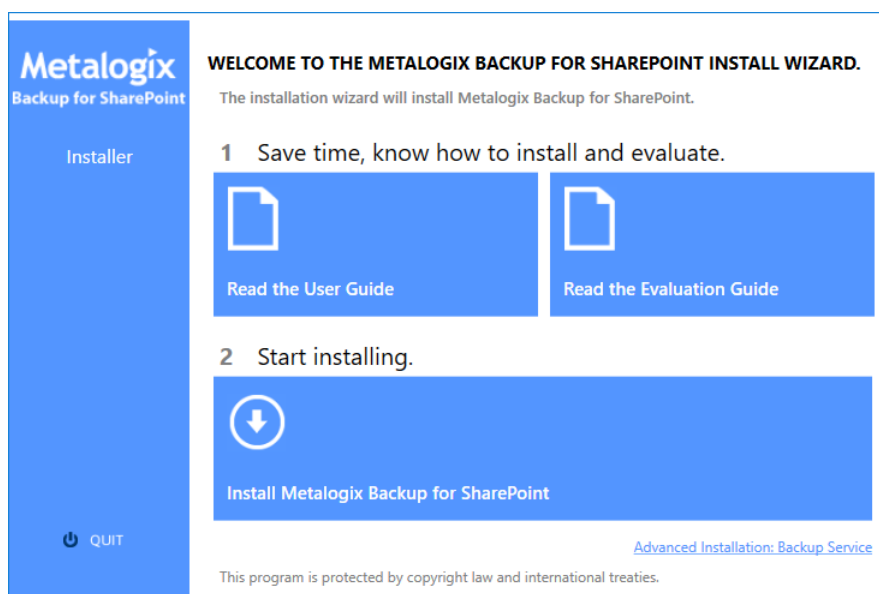 Metalogix
Backup for SharePoint
Installer
QUIT
WELCOME TO THE METALOGIX BACKUP FOR SHAREPOINT INSTALL WIZARD.
The installation wizard will install Metalogix Backup for SharePoint.
1 Save time, know how to install and evaluate.
Read the User Guide
Read the Evaluation Guide
2 Start installing.
Install Metalogix Backup for SharePoint
Advanced Installation: Backup Service
This program is protected by copyright law and international treaties.